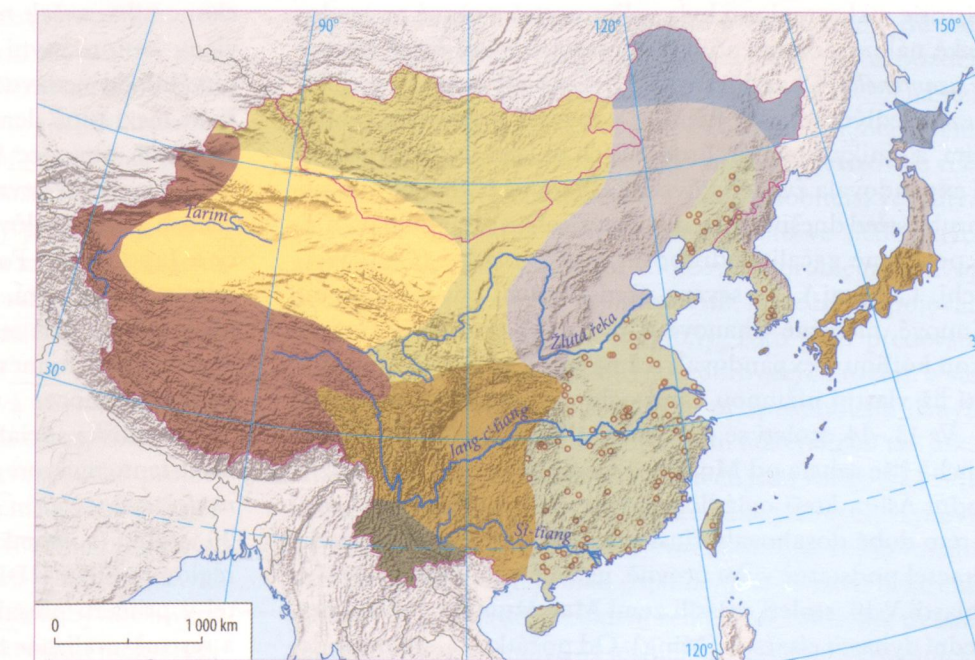 90°
120°
150°
Tarim
Žlutá řeka
30°
Jang-c'-ťiang
Si-ťiang
0
1 000 km
120°